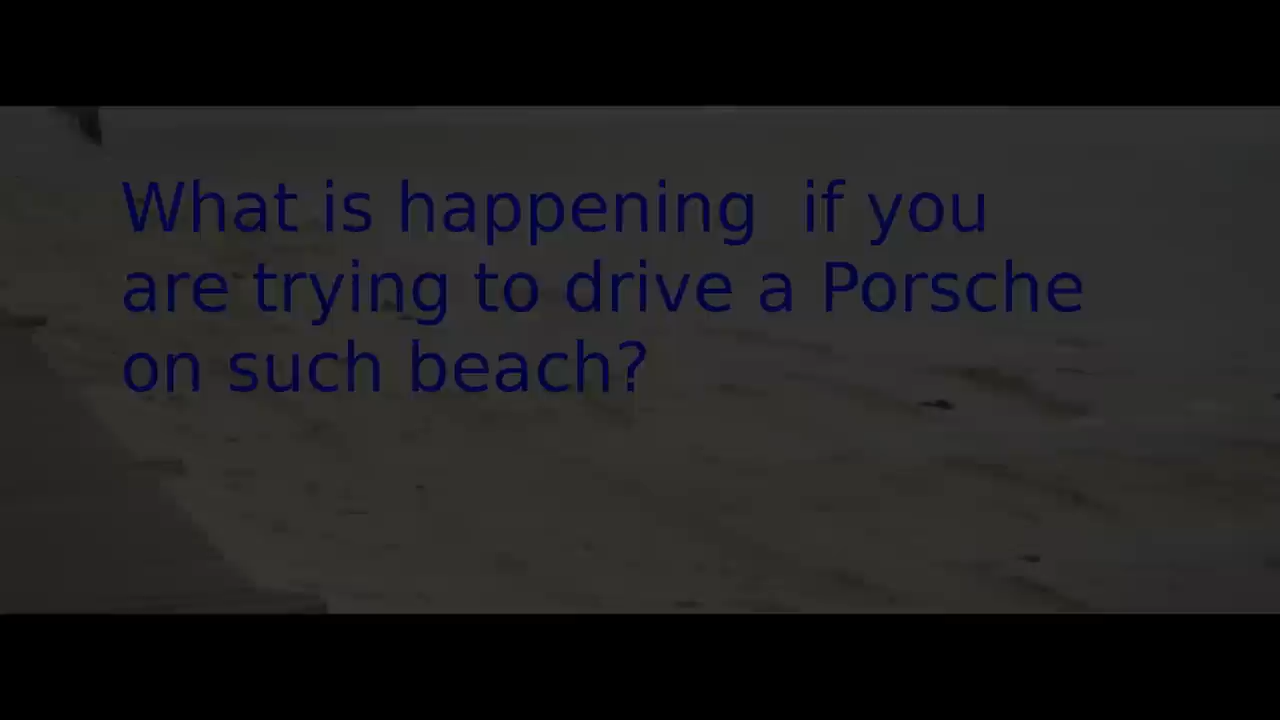 What is happening  if you
are trying to drive a Porsche
on such beach?